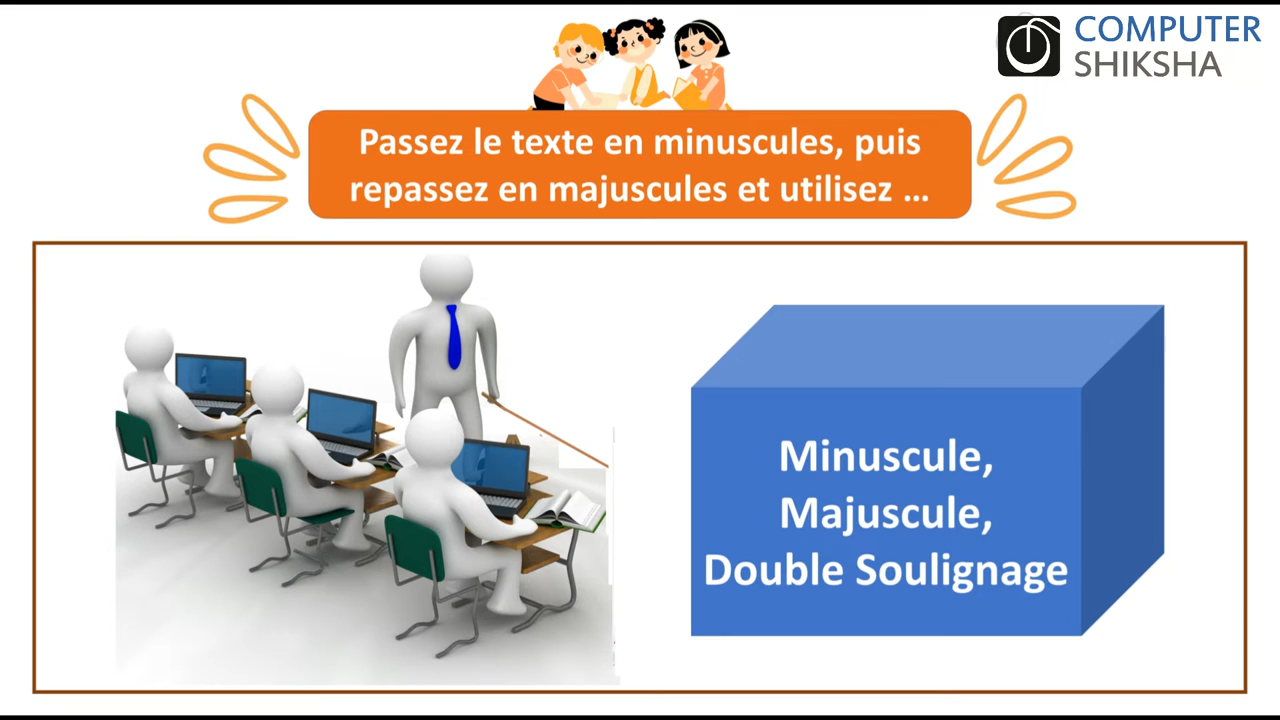 COMPUTER
SHIKSHA
Passez le texte en minuscules, puis
repassez en majuscules et utilisez ...
Minuscule,
Majuscule,
Double Soulignage